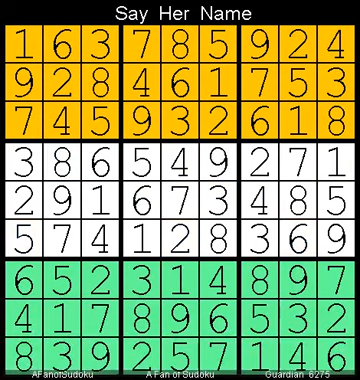 Say Her Name
1 6 3 7 8 5 9 2 4
9 2 8 4 6 1 7 5 3
7 4 5 9 3 2 6 1 8
3 8 6 5 4 9 2 7 1
2 9 1 6 7 3 4 8 5
5 7 4 1 2 8 3 6 9
6 5 2 3 1 4 8 9 7
4 1 7 8 9 6 5 3 2
8 3 9 2 5 7 1 4 6
AFanofSudoku A Fan of Sudoku Guardian 6275